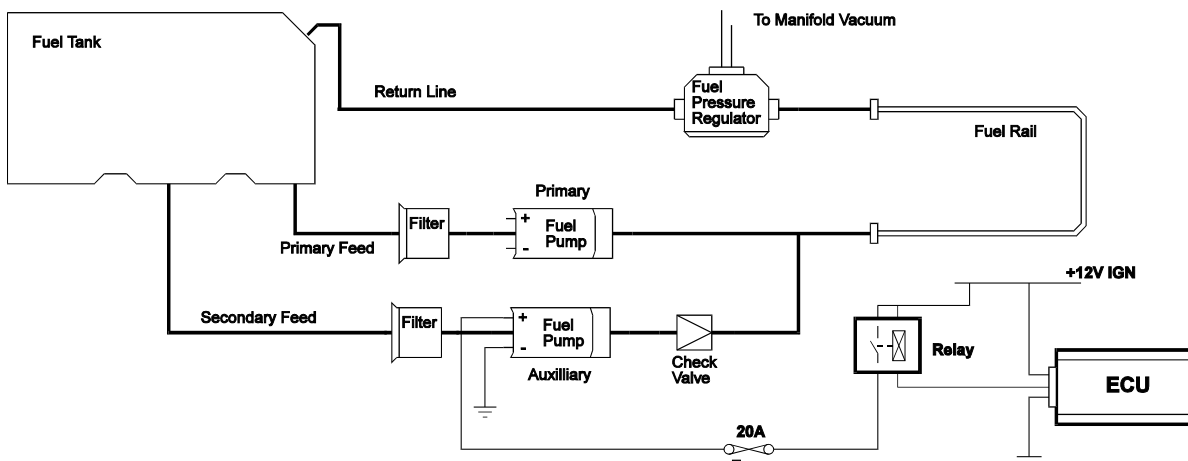 To Manifold Vacuum
Fuel Tank
Return Line
Fuel
Pressure
Regulator
Fuel Rail
Primary
Filter
+
-
Fuel
Pump
Primary Feed
+12V IGN
Secondary Feed
Filter
+
-
Fuel
Pump
Auxilliary
Check
Valve
Relay
ECU
20A